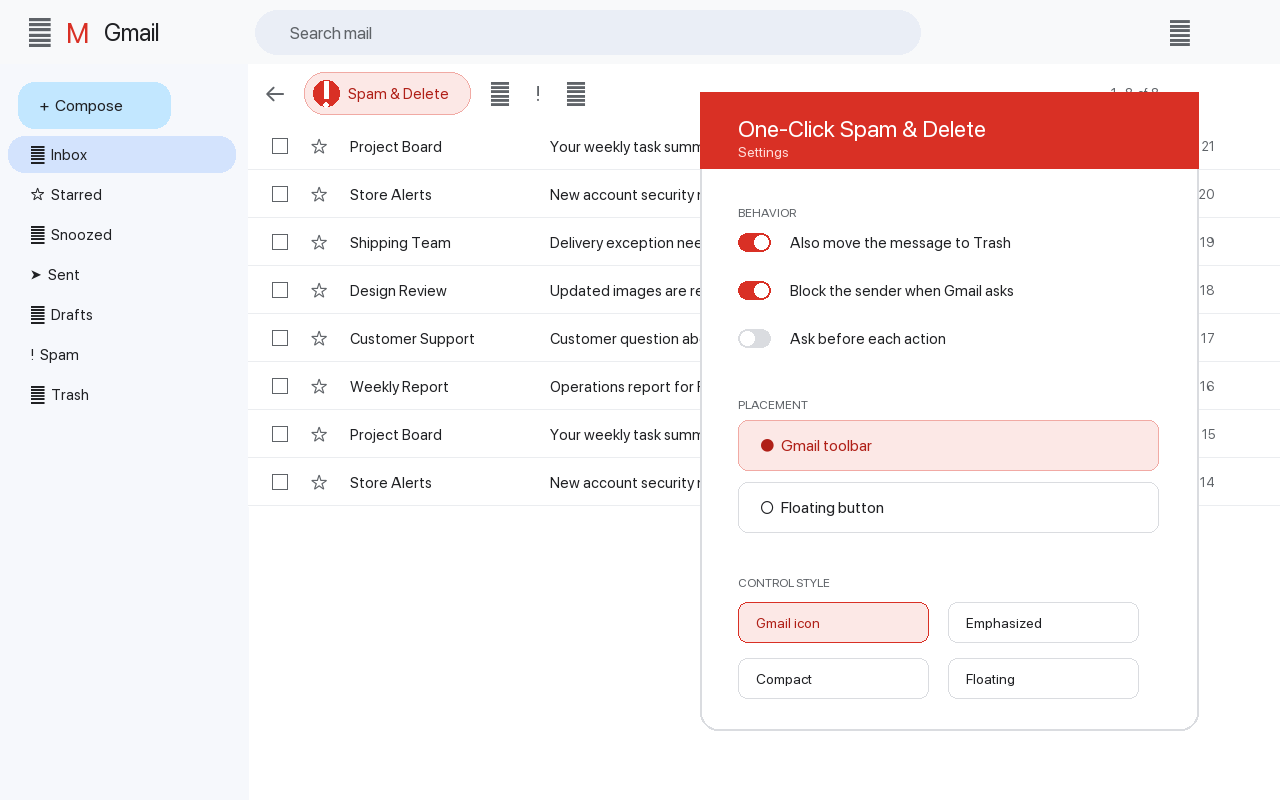 M Gmail
Search mail
+ Compose
Inbox
Starred
Snoozed
Sent
Drafts
! Spam
Trash
Spam & Delete
!
Project Board Your weekly task summ 21
Store Alerts New account security 20
Shipping Team Delivery exception nee 19
Design Review Updated images are re 18
Customer Support Customer question ab 17
Weekly Report Operations report for 16
Project Board Your weekly task summ 15
Store Alerts New account security 14
One-Click Spam & Delete
Settings
BEHAVIOR
Also move the message to Trash
Block the sender when Gmail asks
Ask before each action
PLACEMENT
Gmail toolbar
Floating button
CONTROL STYLE
Gmail icon
Emphasized
Compact
Floating